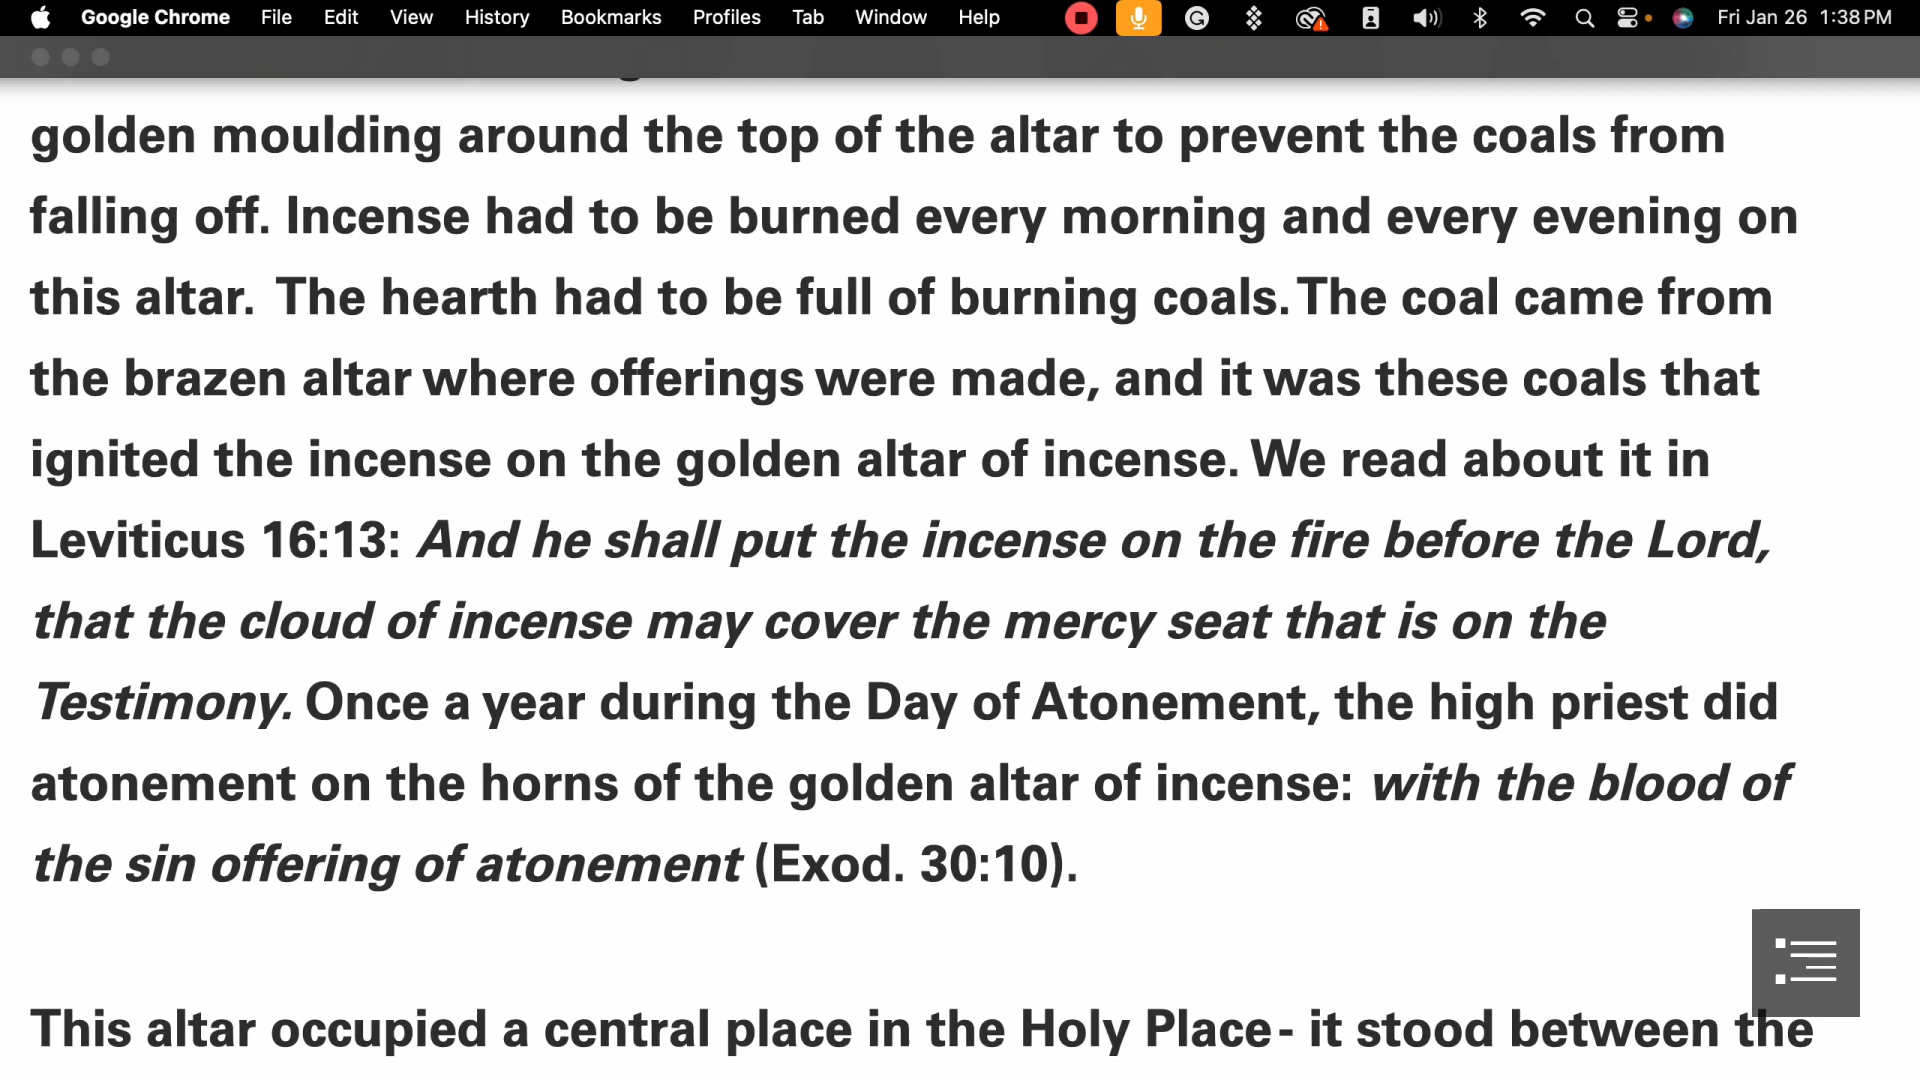 Google Chrome File Edit View History Bookmarks Profiles Tab Window Help Fri Jan 26 1:38 PM
golden moulding around the top of the altar to prevent the coals from
falling off. Incense had to be burned every morning and every evening on
this altar. The hearth had to be full of burning coals. The coal came from
the brazen altar where offerings were made, and it was these coals that
ignited the incense on the golden altar of incense. We read about it in
Leviticus 16:13: And he shall put the incense on the fire before the Lord,
that the cloud of incense may cover the mercy seat that is on the
Testimony. Once a year during the Day of Atonement, the high priest did
atonement on the horns of the golden altar of incense: with the blood of
the sin offering of atonement (Exod. 30:10).
This altar occupied a central place in the Holy Place- it stood between the